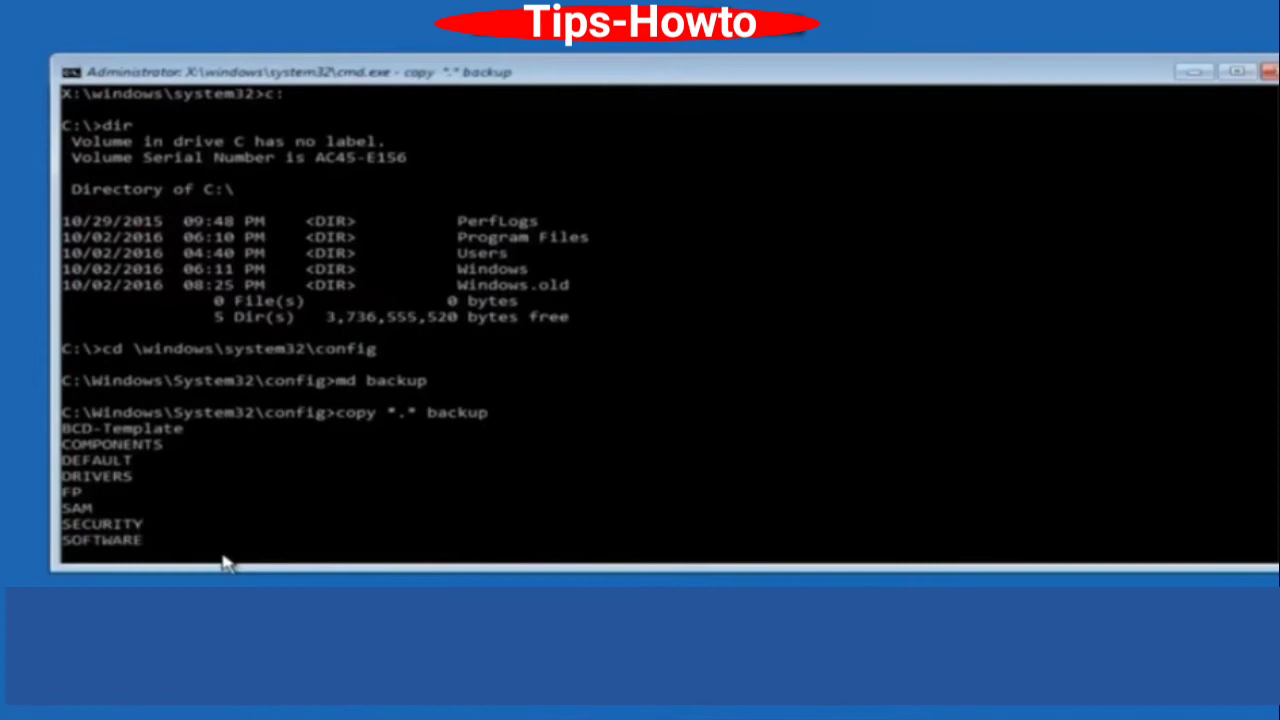 Tips-Howto
Administrator: X:\windows\system32\cmd.exe - copy *.* backup
X:\windows\system32>c:
C:\>dir
Volume in drive C has no label.
Volume Serial Number is AC45-E156
Directory of C:\
10/29/2015 09:48 PM <DIR> PerfLogs
10/02/2016 06:10 PM <DIR> Program Files
10/02/2016 04:40 PM <DIR> Users
10/02/2016 06:11 PM <DIR> Windows
10/02/2016 08:25 PM <DIR> Windows.old
0 File(s) 0 bytes
5 Dir(s) 3,736,555,520 bytes free
C:\>cd \windows\system32\config
C:\Windows\System32\config>md backup
C:\Windows\System32\config>copy *.* backup
BCD-Template
COMPONENTS
DEFAULT
DRIVERS
FP
SAM
SECURITY
SOFTWARE